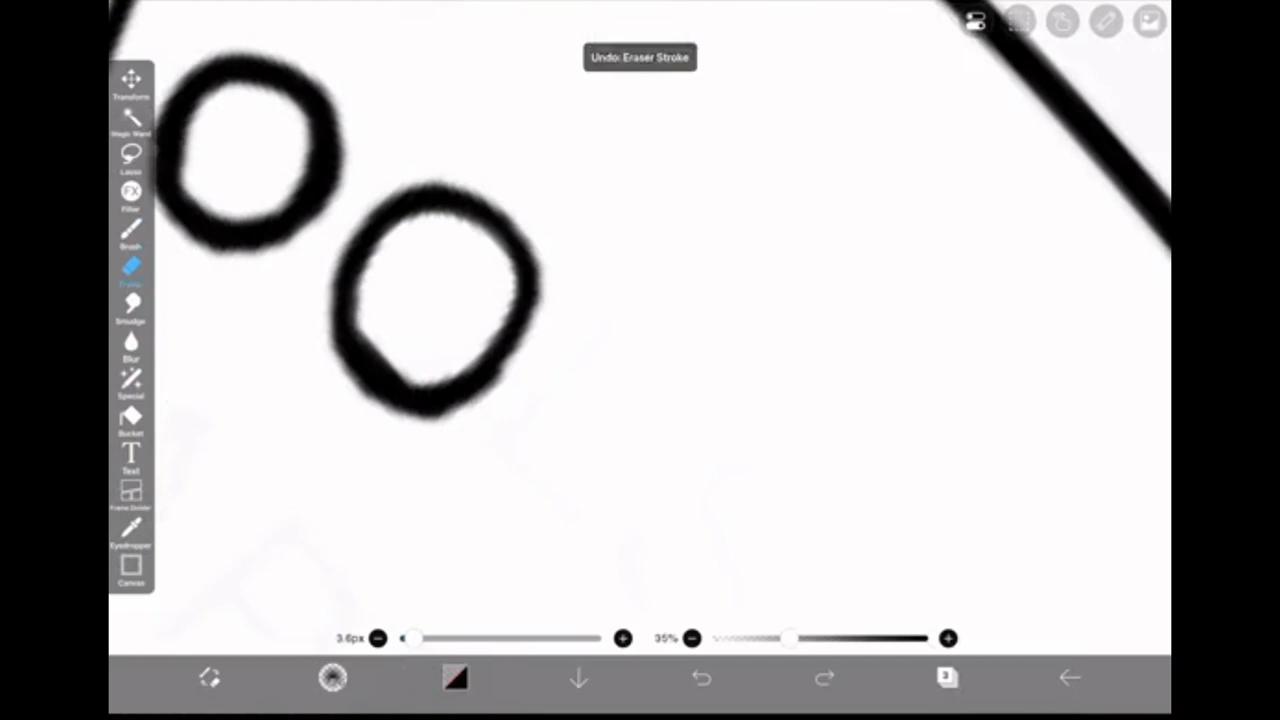 Undo: Eraser Stroke
Transform
Magic Wand
Lasso
FX
Filter
Brush
Eraser
Smudge
Blur
Special
Bucket
T
Text
Frame Divider
Eyedropper
Canvas
3.6px
35%
3